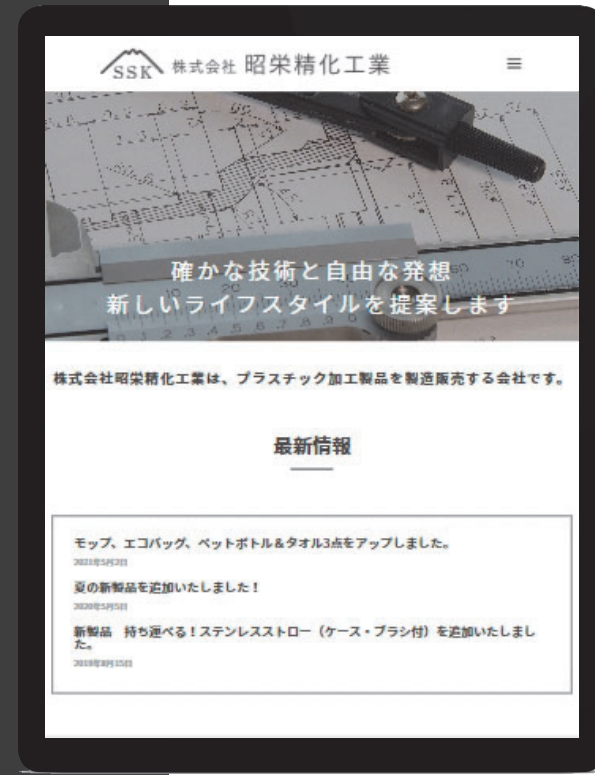 SSK 株式会社 昭栄精化工業
確かな技術と自由な発想
新しいライフスタイルを提案します
株式会社昭栄精化工業は、プラスチック加工製品を製造販売する会社です。
最新情報
モップ、エコバッグ、ペットボトル&タオル3点をアップしました。
2021年5月2日
夏の新製品を追加いたしました！
2020年5月5日
新製品　持ち運べる！ステンレスストロー（ケース・ブラシ付）を追加いたしまし
た。
2019年8月15日